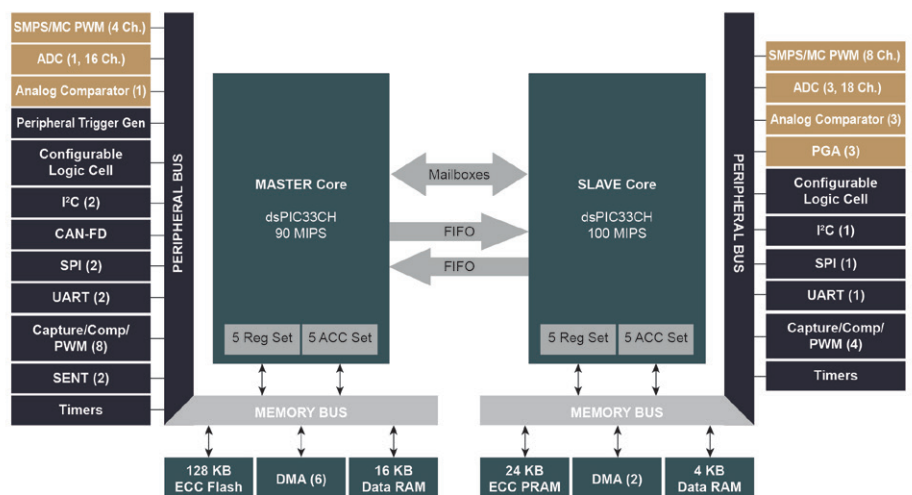 SMPS/MC PWM (4 Ch.)
ADC (1, 16 Ch.)
Analog Comparator (1)
Peripheral Trigger Gen
Configurable
Logic Cell
I²C (2)
CAN-FD
SPI (2)
UART (2)
Capture/Comp/
PWM (8)
SENT (2)
Timers
PERIPHERAL BUS
MASTER Core
dsPIC33CH
90 MIPS
5 Reg Set
5 ACC Set
Mailboxes
FIFO
FIFO
SLAVE Core
dsPIC33CH
100 MIPS
5 Reg Set
5 ACC Set
PERIPHERAL BUS
SMPS/MC PWM (8 Ch.)
ADC (3, 18 Ch.)
Analog Comparator (3)
PGA (3)
Configurable
Logic Cell
I²C (1)
SPI (1)
UART (1)
Capture/Comp/
PWM (4)
Timers
MEMORY BUS
MEMORY BUS
128 KB
ECC Flash
DMA (6)
16 KB
Data RAM
24 KB
ECC PRAM
DMA (2)
4 KB
Data RAM